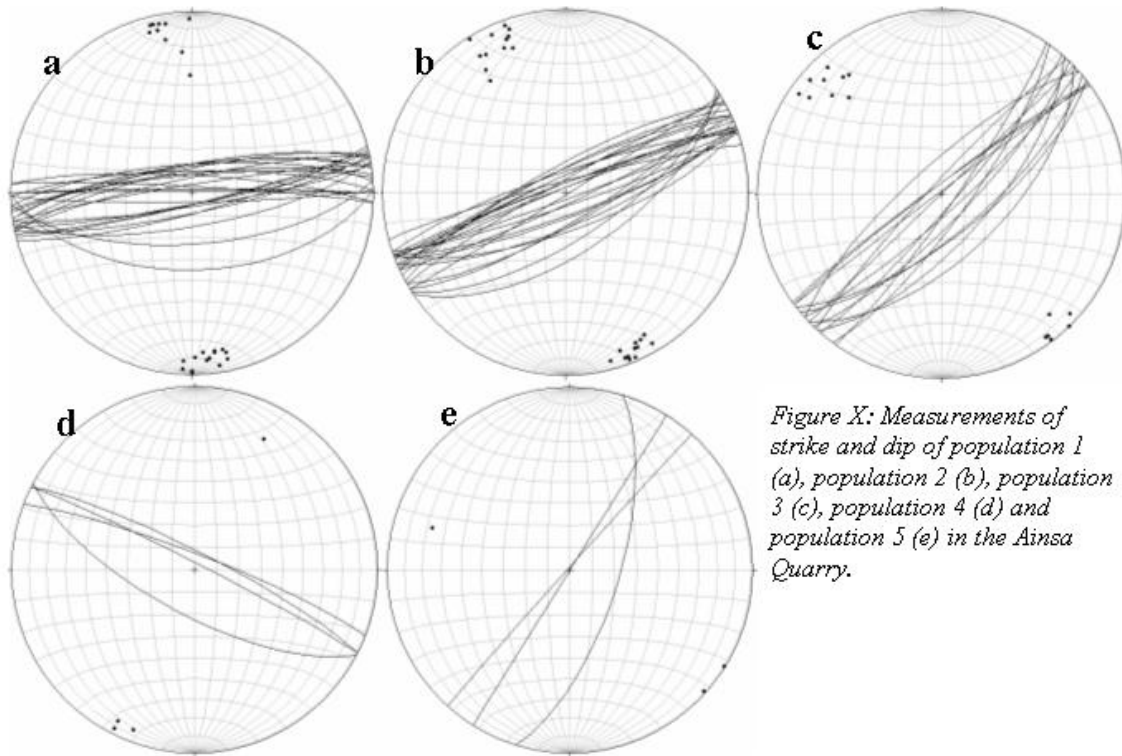 a
b
c
d
e
Figure X: Measurements of
strike and dip of population 1
(a), population 2 (b), population
3 (c), population 4 (d) and
population 5 (e) in the Ainsa
Quarry.